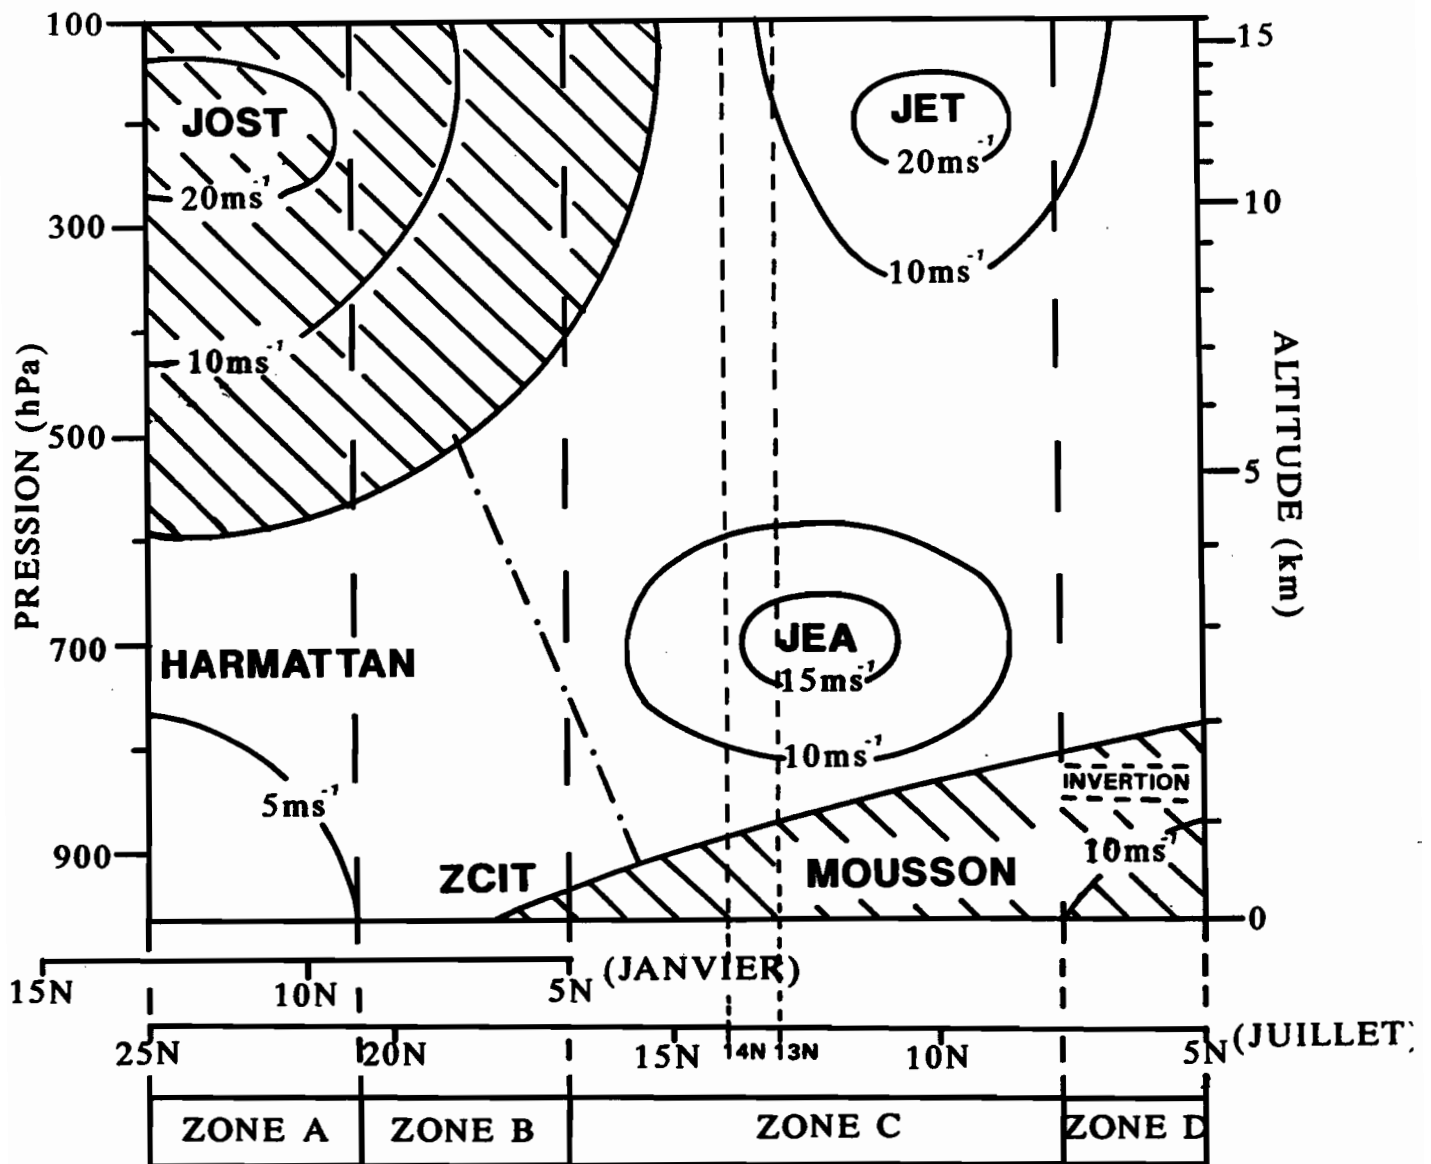 100
15
JOST
JET
20ms⁻¹
20ms⁻¹
10
300
10ms⁻¹
10ms⁻¹
PRESSION (hPa)
ALTITUDE (km)
500
5
JEA
700
HARMATTAN
15ms⁻¹
10ms⁻¹
INVERTION
5ms⁻¹
10ms⁻¹
900
ZCIT
MOUSSON
0
(JANVIER)
15N
10N
5N
(JUILLET)
25N
20N
15N
14N
13N
10N
5N
ZONE A
ZONE B
ZONE C
ZONE D